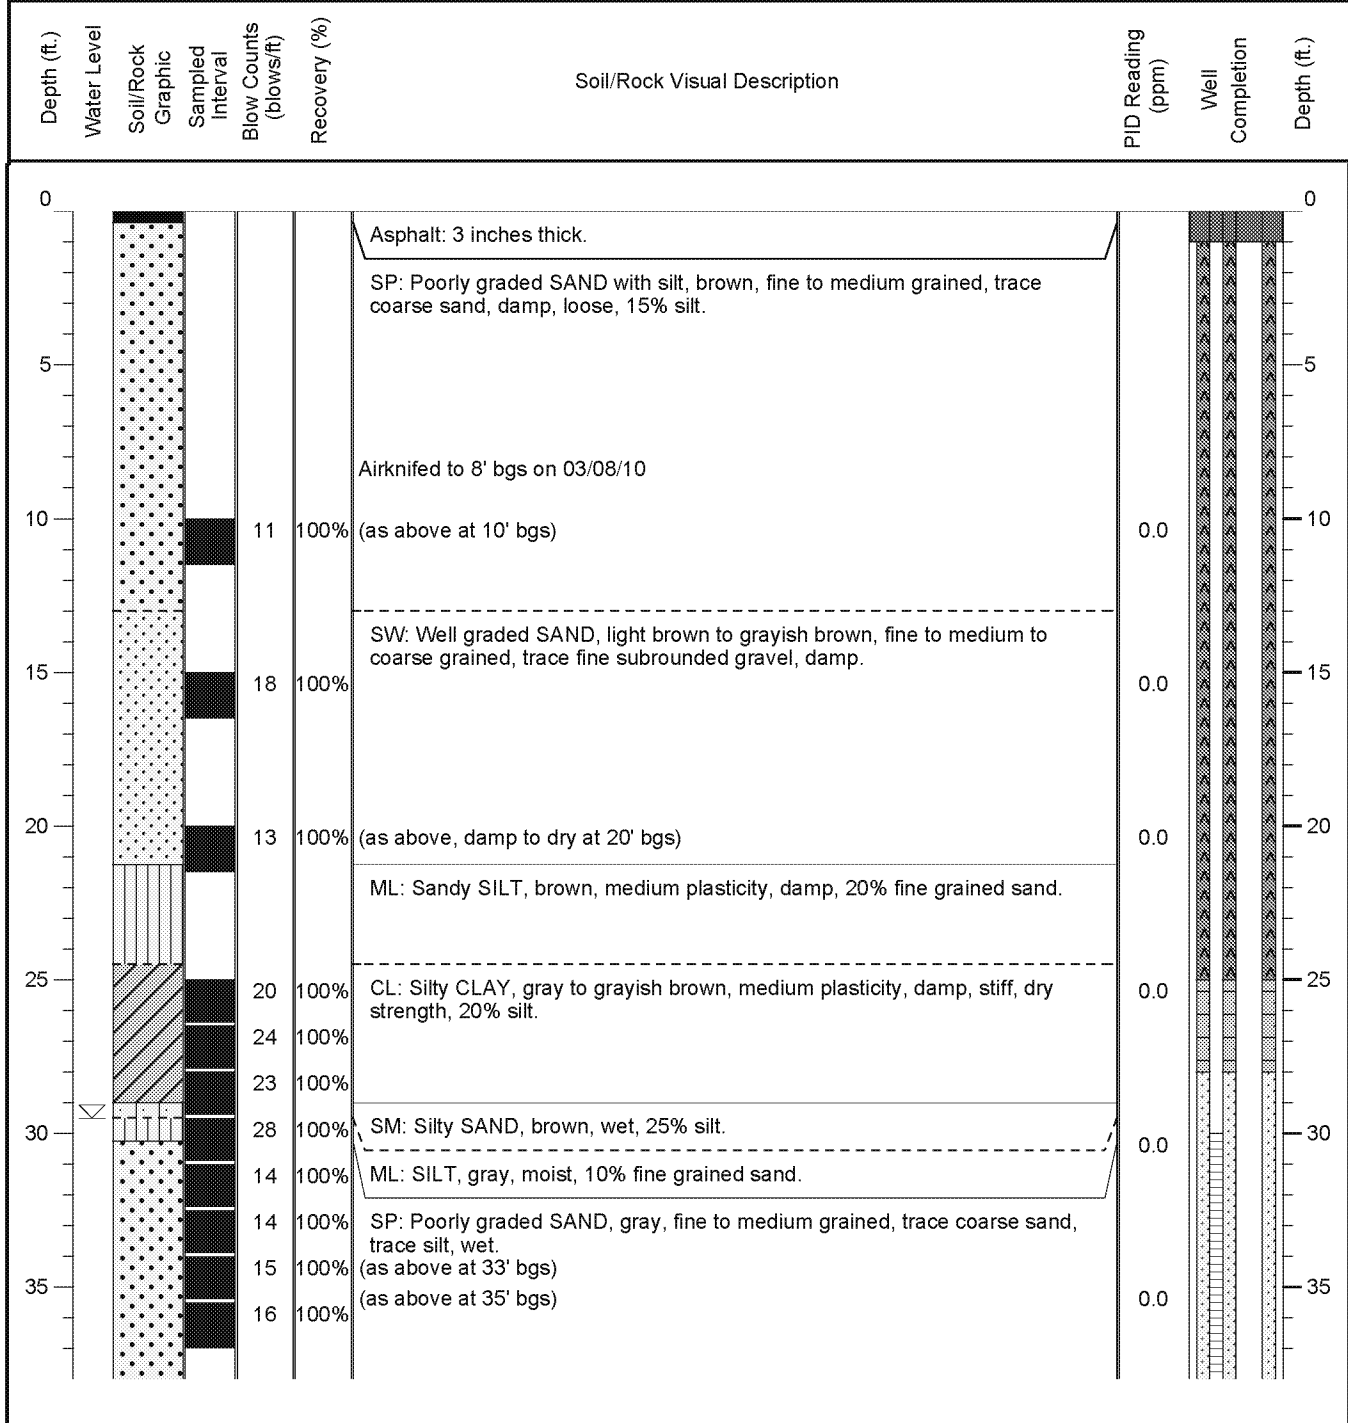 Depth (ft.)
Water Level
Soil/Rock
Graphic
Sampled
Interval
Blow Counts
(blows/ft)
Recovery (%)
Soil/Rock Visual Description
PID Reading
(ppm)
Well
Completion
Depth (ft.)
0
0
Asphalt: 3 inches thick.
SP: Poorly graded SAND with silt, brown, fine to medium grained, trace
coarse sand, damp, loose, 15% silt.
5
5
Airknifed to 8' bgs on 03/08/10
10
11
100%
(as above at 10' bgs)
0.0
10
SW: Well graded SAND, light brown to grayish brown, fine to medium to
coarse grained, trace fine subrounded gravel, damp.
15
18
100%
0.0
15
20
13
100%
(as above, damp to dry at 20' bgs)
0.0
20
ML: Sandy SILT, brown, medium plasticity, damp, 20% fine grained sand.
25
20
100%
CL: Silty CLAY, gray to grayish brown, medium plasticity, damp, stiff, dry
strength, 20% silt.
0.0
25
24
100%
23
100%
30
28
100%
SM: Silty SAND, brown, wet, 25% silt.
0.0
30
14
100%
ML: SILT, gray, moist, 10% fine grained sand.
14
100%
SP: Poorly graded SAND, gray, fine to medium grained, trace coarse sand,
trace silt, wet.
15
100%
(as above at 33' bgs)
35
(as above at 35' bgs)
0.0
35
16
100%